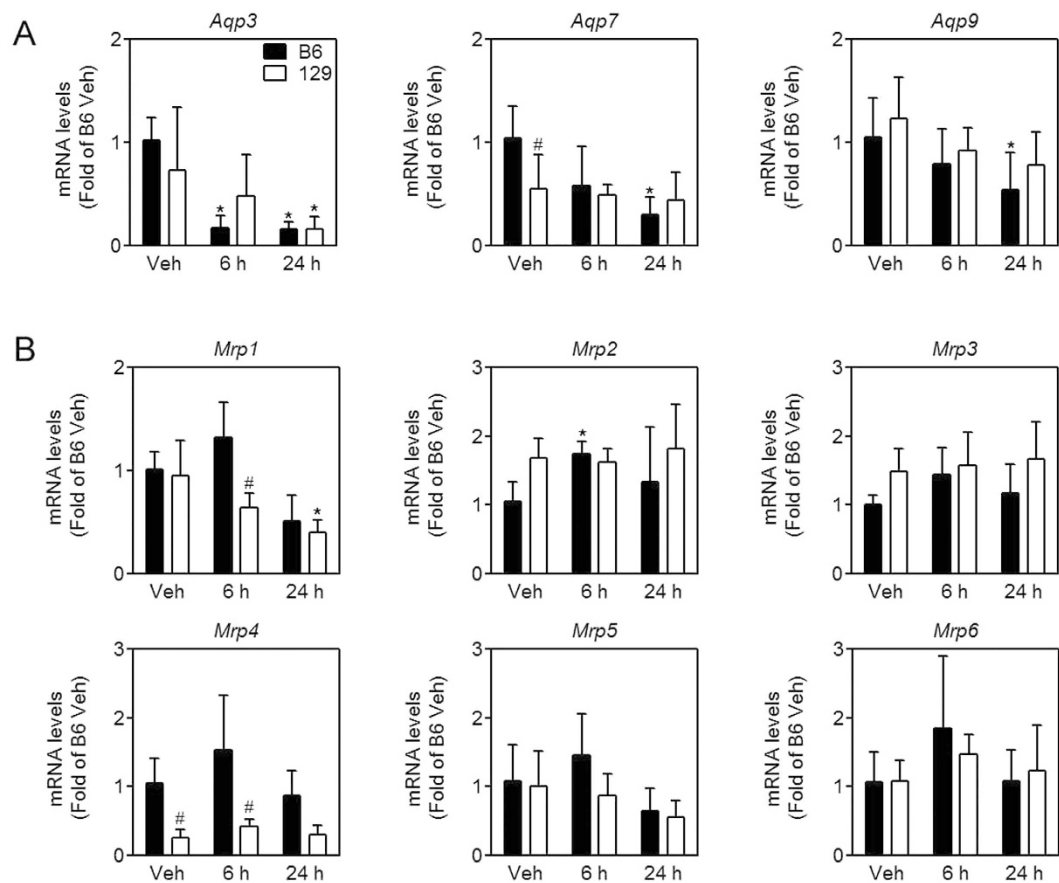 A
Aqp3
mRNA levels
(Fold of B6 Veh)
2
1
0
B6
129
*
*
*
Veh 6 h 24 h
Aqp7
mRNA levels
(Fold of B6 Veh)
2
1
0
#
*
Veh 6 h 24 h
Aqp9
mRNA levels
(Fold of B6 Veh)
2
1
0
*
Veh 6 h 24 h
B
Mrp1
mRNA levels
(Fold of B6 Veh)
2
1
0
#
*
Veh 6 h 24 h
Mrp2
mRNA levels
(Fold of B6 Veh)
3
2
1
0
*
Veh 6 h 24 h
Mrp3
mRNA levels
(Fold of B6 Veh)
3
2
1
0
Veh 6 h 24 h
Mrp4
mRNA levels
(Fold of B6 Veh)
3
2
1
0
#
#
Veh 6 h 24 h
Mrp5
mRNA levels
(Fold of B6 Veh)
3
2
1
0
Veh 6 h 24 h
Mrp6
mRNA levels
(Fold of B6 Veh)
3
2
1
0
Veh 6 h 24 h